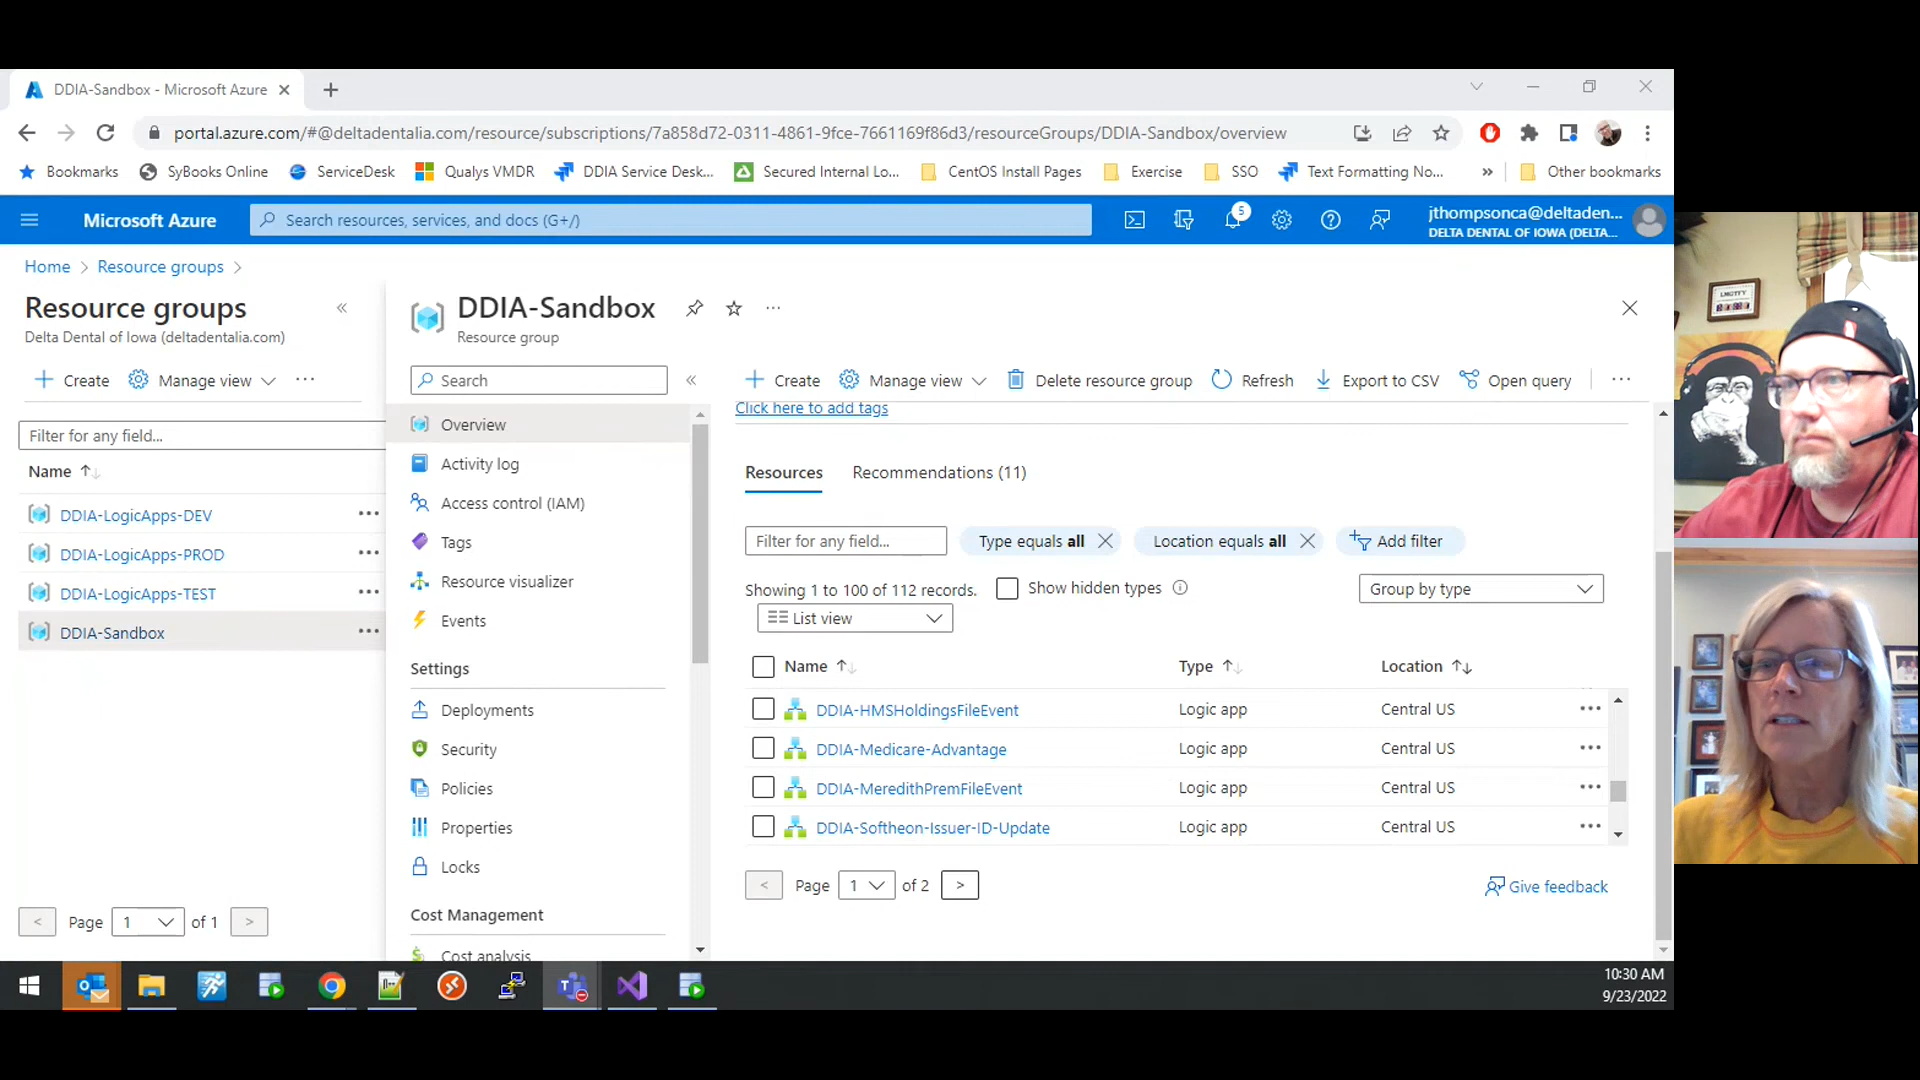 DDIA-Sandbox - Microsoft Azure
portal.azure.com/#@deltadentalia.com/resource/subscriptions/7a858d72-0311-4861-9fce-7661169f86d3/resourceGroups/DDIA-Sandbox/overview
Bookmarks SyBooks Online ServiceDesk Qualys VMDR DDIA Service Desk... Secured Internal Lo... CentOS Install Pages Exercise SSO Text Formatting No... » Other bookmarks
Microsoft Azure Search resources, services, and docs (G+/) 5 jthompsonca@deltaden...
DELTA DENTAL OF IOWA (DELTA...
Home > Resource groups >
Resource groups «
Delta Dental of Iowa (deltadentalia.com)
+ Create Manage view ...
Filter for any field...
Name ↑↓
DDIA-LogicApps-DEV ...
DDIA-LogicApps-PROD ...
DDIA-LogicApps-TEST ...
DDIA-Sandbox ...
< Page 1 of 1 >
DDIA-Sandbox ...
Resource group
Search «
Overview
Activity log
Access control (IAM)
Tags
Resource visualizer
Events
Settings
Deployments
Security
Policies
Properties
Locks
Cost Management
Cost analysis
+ Create Manage view Delete resource group Refresh Export to CSV Open query ...
Click here to add tags
Resources Recommendations (11)
Filter for any field... Type equals all Location equals all Add filter
Showing 1 to 100 of 112 records. Show hidden types Group by type
List view
Name ↑↓ Type ↑↓ Location ↑↓
DDIA-HMSHoldingsFileEvent Logic app Central US ...
DDIA-Medicare-Advantage Logic app Central US ...
DDIA-MeredithPremFileEvent Logic app Central US ...
DDIA-Softheon-Issuer-ID-Update Logic app Central US ...
< Page 1 of 2 > Give feedback
10:30 AM
9/23/2022
LMGTFY